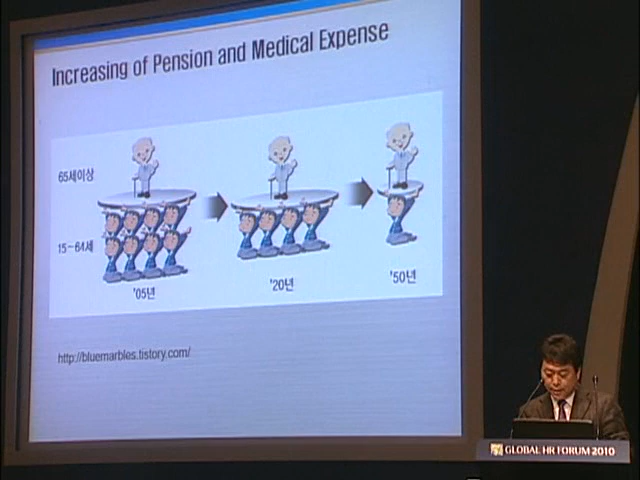 Increasing of Pension and Medical Expense
65세이상
15~64세
'05년
'20년
'50년
http://bluemarbles.tistory.com/
GLOBAL HR FORUM 2010